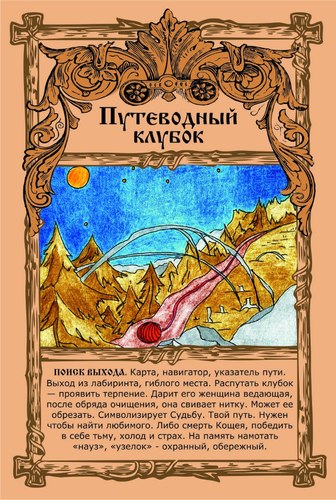 Путеводный
клубок
ПОИСК ВЫХОДА. Карта, навигатор, указатель пути.
Выход из лабиринта, гиблого места. Распутать клубок
— проявить терпение. Дарит его женщина ведающая,
после обряда очищения, она свивает нитку. Может ее
обрезать. Символизирует Судьбу. Твой путь. Нужен
чтобы найти любимого. Либо смерть Кощея, победить
в себе тьму, холод и страх. На память намотать
«науз», «узелок» - охранный, обережный.